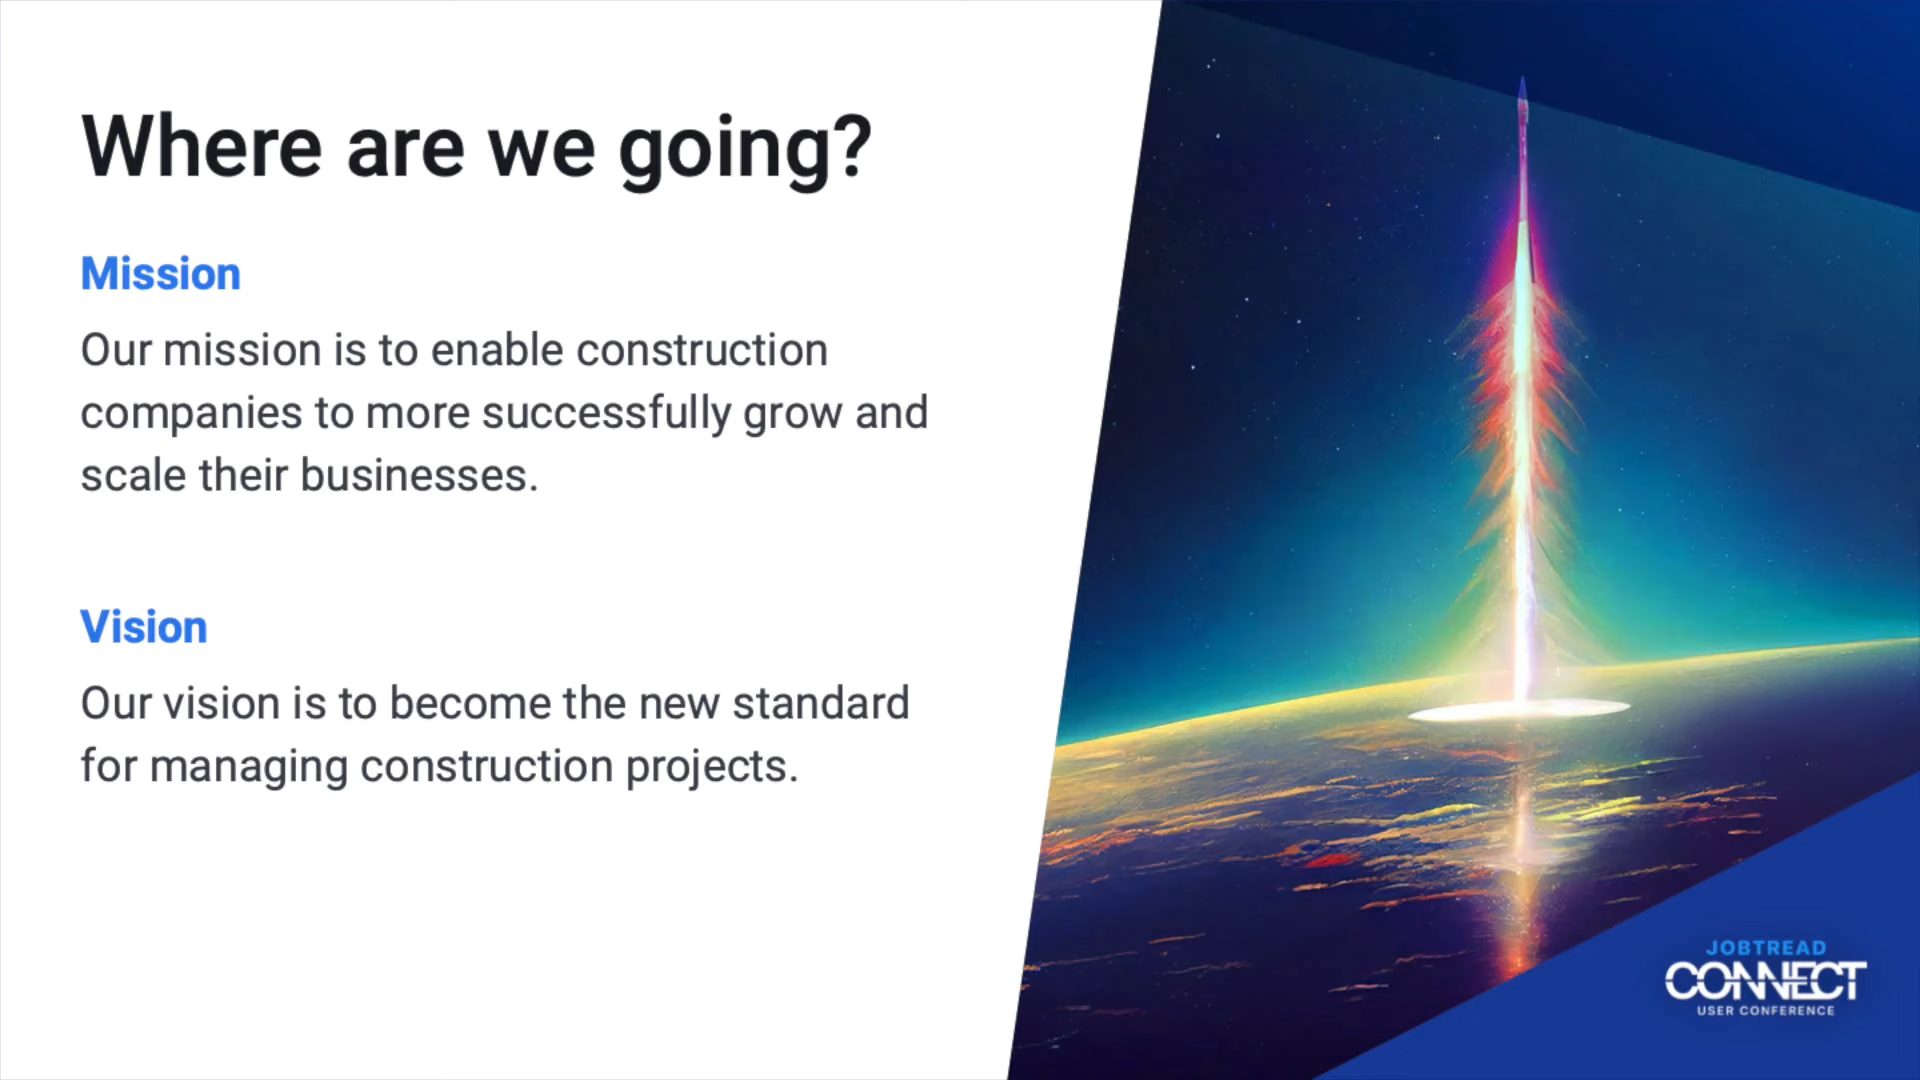 Where are we going?
Mission
Our mission is to enable construction
companies to more successfully grow and
scale their businesses.
Vision
Our vision is to become the new standard
for managing construction projects.
JOBTREAD
CONNECT
USER CONFERENCE